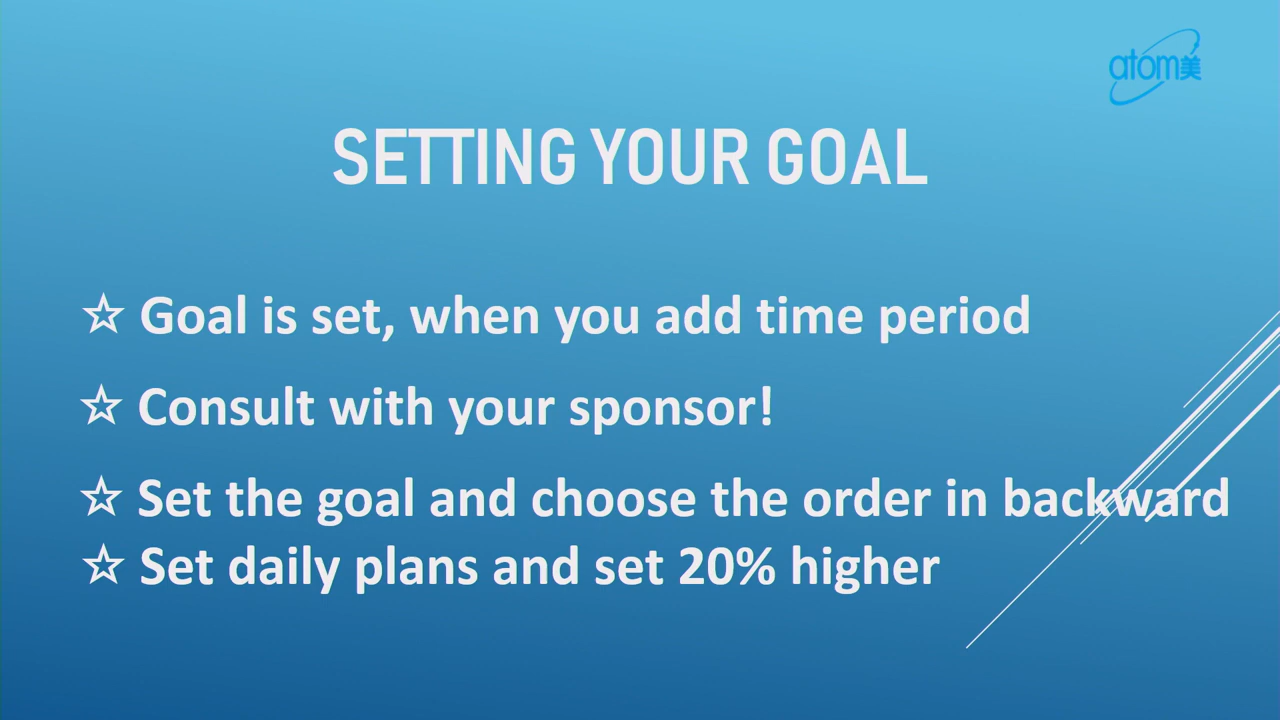 atom美
SETTING YOUR GOAL
☆ Goal is set, when you add time period
☆ Consult with your sponsor!
☆ Set the goal and choose the order in backward
☆ Set daily plans and set 20% higher